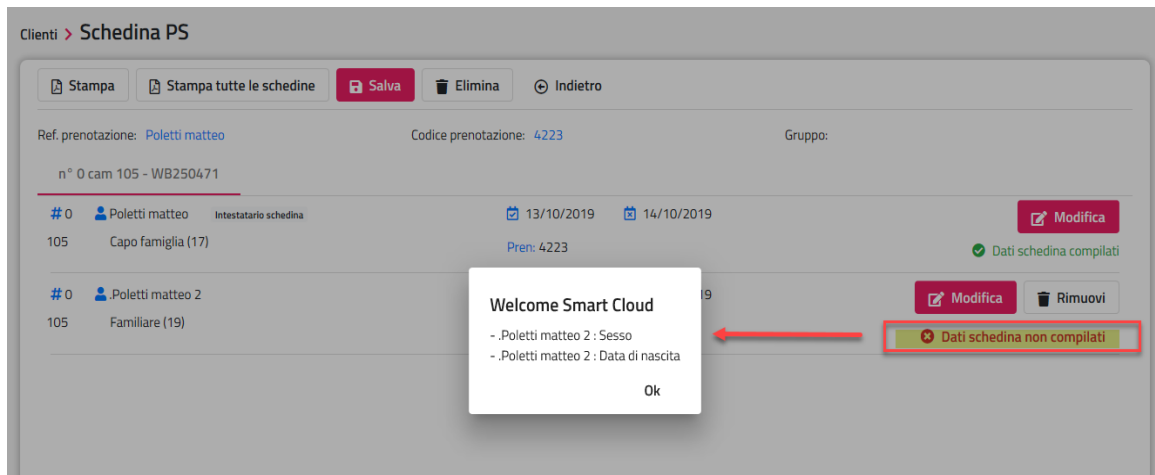 Clienti > Schedina PS
Stampa Stampa tutte le schedine Salva Elimina Indietro
Ref. prenotazione: Poletti matteo Codice prenotazione: 4223 Gruppo:
n° 0 cam 105 - WB250471
# 0 Poletti matteo Intestatario schedina 13/10/2019 14/10/2019 Modifica
105 Capo famiglia (17) Pren: 4223 Dati schedina compilati
# 0 .Poletti matteo 2 19 Modifica Rimuovi
105 Familiare (19) Dati schedina non compilati
Welcome Smart Cloud
- .Poletti matteo 2 : Sesso
- .Poletti matteo 2 : Data di nascita
Ok